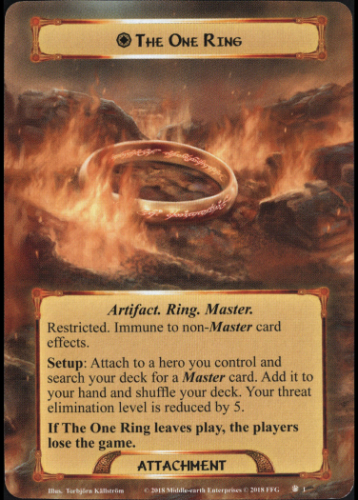 THE ONE RING
Artifact. Ring. Master.
Restricted. Immune to non-Master card
effects.
Setup: Attach to a hero you control and
search your deck for a Master card. Add it to
your hand and shuffle your deck. Your threat
elimination level is reduced by 5.
If The One Ring leaves play, the players
lose the game.
ATTACHMENT
Illus. Torbjörn Källström © 2018 Middle-earth Enterprises © 2018 FFG